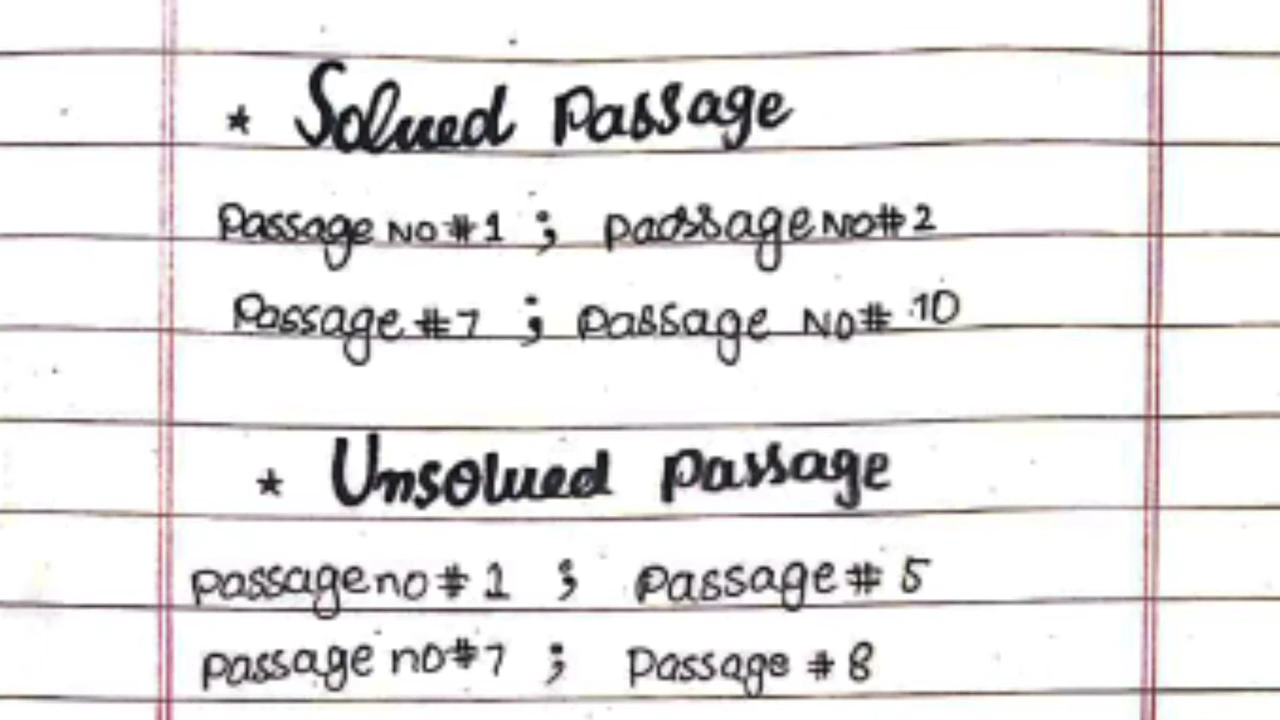 * Solved Passage
Passage No#1 ; paossage No#2
Passage #7 ; Passage No# 10
* Unsolved Passage
passage no# 1 ; Passage # 5
passage no#7 ; Passage # 8